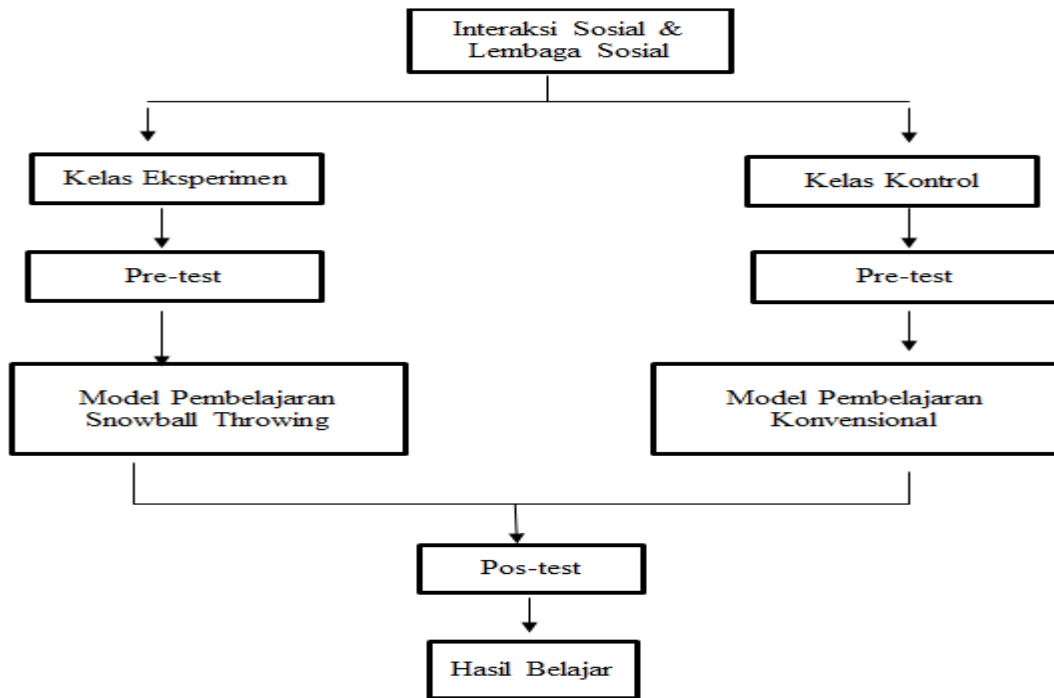 Interaksi Sosial &
Lembaga Sosial
Kelas Eksperimen
Kelas Kontrol
Pre-test
Pre-test
Model Pembelajaran
Snowball Throwing
Model Pembelajaran
Konvensional
Pos-test
Hasil Belajar